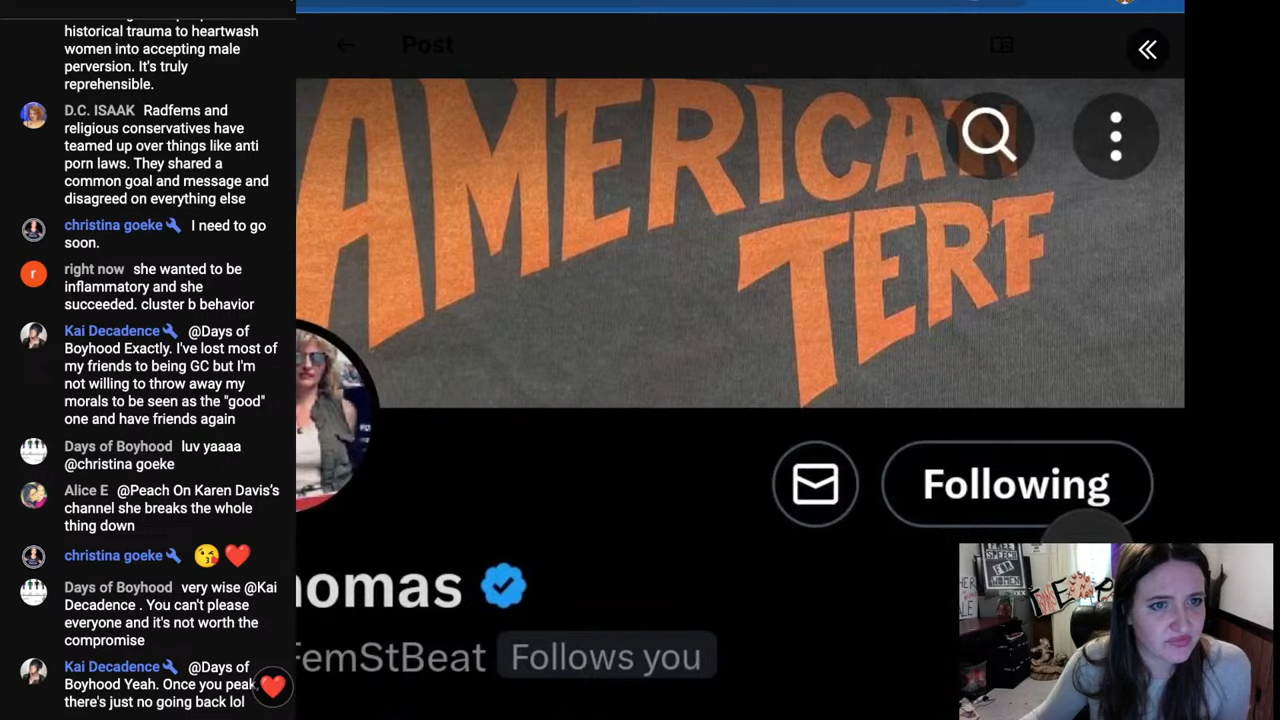 historical trauma to heartwash
women into accepting male
perversion. It's truly
reprehensible.
D.C. ISAAK Radfems and
religious conservatives have
teamed up over things like anti
porn laws. They shared a
common goal and message and
disagreed on everything else
christina goeke I need to go
soon.
r
right now she wanted to be
inflammatory and she
succeeded. cluster b behavior
Kai Decadence @Days of
Boyhood Exactly. I've lost most of
my friends to being GC but I'm
not willing to throw away my
morals to be seen as the "good"
one and have friends again
Days of Boyhood luv yaaaa
@christina goeke
Alice E @Peach On Karen Davis's
channel she breaks the whole
thing down
christina goeke 😘 ❤️
Days of Boyhood very wise @Kai
Decadence . You can't please
everyone and it's not worth the
compromise
Kai Decadence @Days of
Boyhood Yeah. Once you peak,
there's just no going back lol
Post
AMERICAN
TERF
Following
homas
FemStBeat Follows you
FREE
SPEECH
FOR
WOMEN